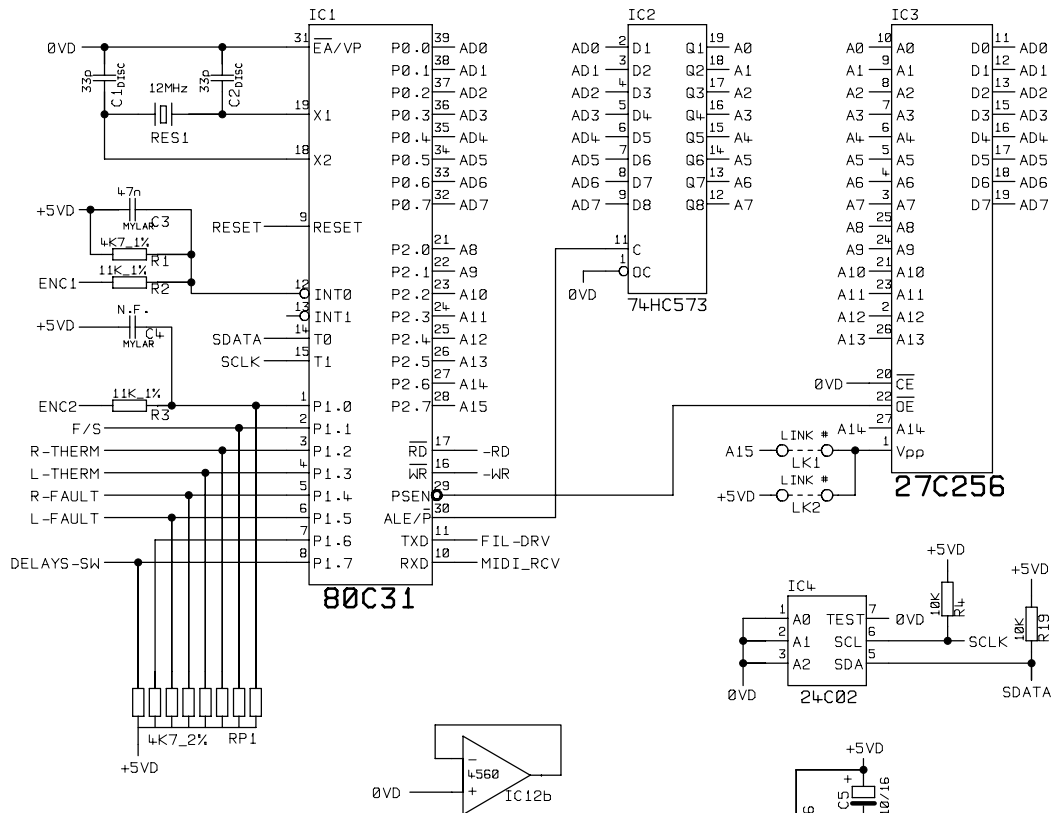 IC1
0VD
33p
C1
DISC
33p
C2
DISC
12MHz
RES1
31 EA/VP
19 X1
18 X2
47n
+5VD
MYLAR
C3
4K7_1%
R1
11K_1%
ENC1
R2
RESET 9 RESET
12 INT0
13 INT1
N.F.
+5VD
C4
MYLAR
SDATA 14 T0
SCLK 15 T1
11K_1%
ENC2
R3
1 P1.0
F/S 2 P1.1
R-THERM 3 P1.2
L-THERM 4 P1.3
R-FAULT 5 P1.4
L-FAULT 6 P1.5
7 P1.6
DELAYS-SW 8 P1.7
P0.0 39 AD0
P0.1 38 AD1
P0.2 37 AD2
P0.3 36 AD3
P0.4 35 AD4
P0.5 34 AD5
P0.6 33 AD6
P0.7 32 AD7
P2.0 21 A8
P2.1 22 A9
P2.2 23 A10
P2.3 24 A11
P2.4 25 A12
P2.5 26 A13
P2.6 27 A14
P2.7 28 A15
RD 17 -RD
WR 16 -WR
PSEN 29
ALE/P 30
TXD 11 FIL-DRV
RXD 10 MIDI_RCV
80C31
4K7_2% RP1
+5VD
IC2
AD0 2 D1 Q1 19 A0
AD1 3 D2 Q2 18 A1
AD2 4 D3 Q3 17 A2
AD3 5 D4 Q4 16 A3
AD4 6 D5 Q5 15 A4
AD5 7 D6 Q6 14 A5
AD6 8 D7 Q7 13 A6
AD7 9 D8 Q8 12 A7
11 C
1 OC
0VD
74HC573
IC3
A0 10 A0 D0 11 AD0
A1 9 A1 D1 12 AD1
A2 8 A2 D2 13 AD2
A3 7 A3 D3 15 AD3
A4 6 A4 D4 16 AD4
A5 5 A5 D5 17 AD5
A6 4 A6 D6 18 AD6
A7 3 A7 D7 19 AD7
A8 25 A8
A9 24 A9
A10 21 A10
A11 23 A11
A12 2 A12
A13 26 A13
0VD 20 CE
22 OE
A14 27 A14
LINK #
A15 1 Vpp
LK1
LINK #
+5VD
LK2
27C256
IC4
1 A0 TEST 7 0VD
2 A1 SCL 6 SCLK
3 A2 SDA 5
0VD
24C02
+5VD
10K
R4
+5VD
10K
R19
SDATA
4560
-
+
0VD
IC12b
+5VD
+
C5
10/16
6